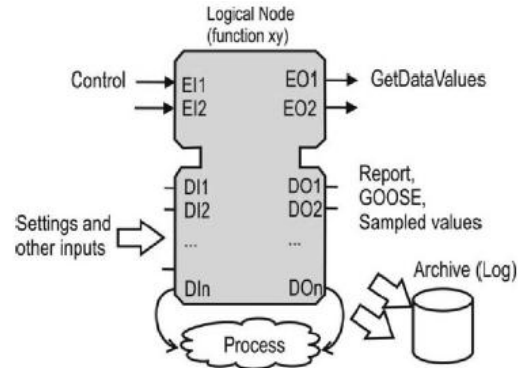 Logical Node
(function xy)
Control
EI1
EO1
GetDataValues
EI2
EO2
DI1
DO1
Report,
DI2
DO2
GOOSE,
Sampled values
Settings and
other inputs
...
...
Archive (Log)
DIn
DOn
Process